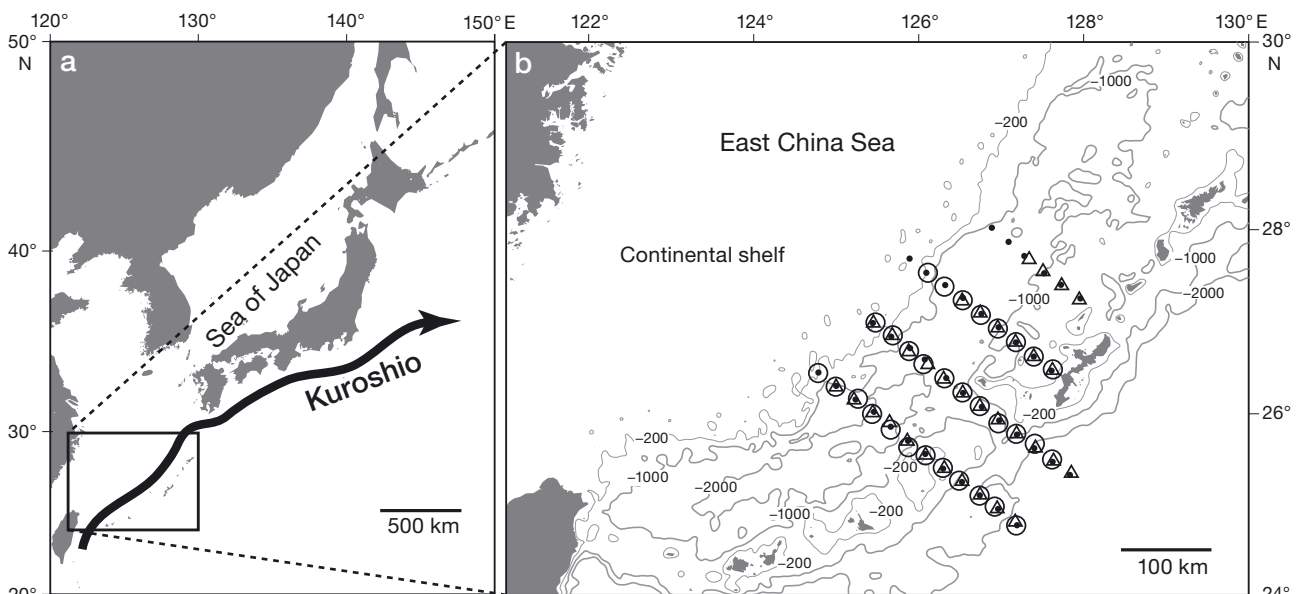 120°
130°
140°
150° E
122°
124°
126°
128°
130° E
50°
N
a
b
30°
N
−1000
−200
East China Sea
Sea of Japan
40°
28°
Continental shelf
−1000
−2000
−1000
Kuroshio
−200
26°
30°
−200
−1000
−2000
−200
−1000
−200
500 km
−200
100 km
20°
24°